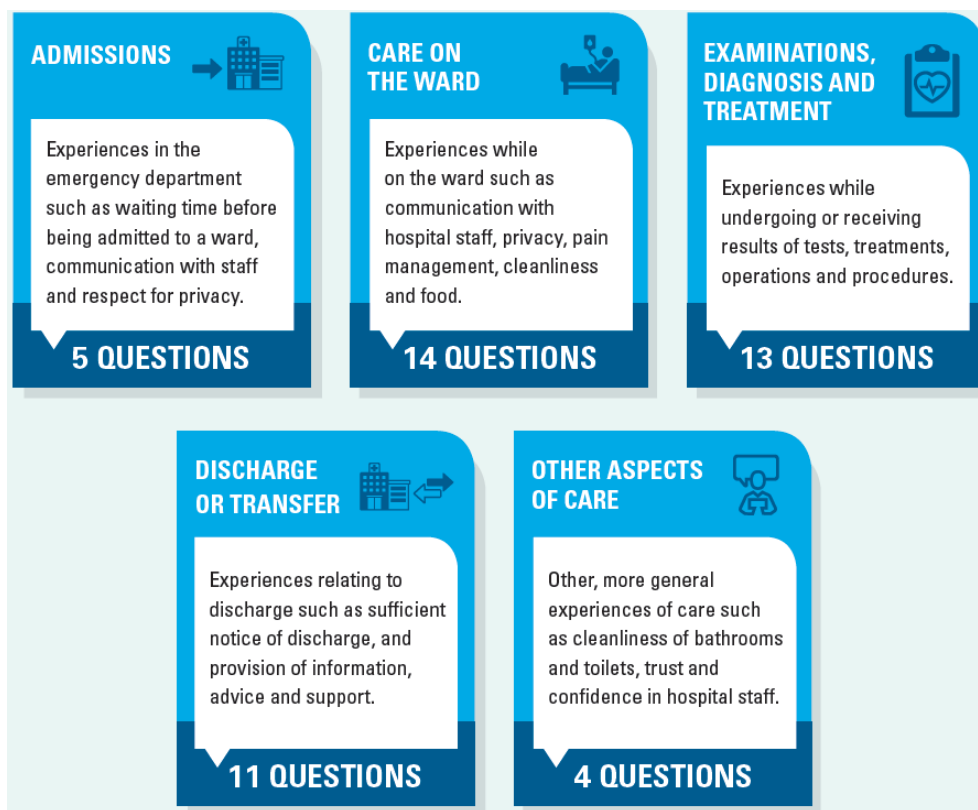 ADMISSIONS
Experiences in the
emergency department
such as waiting time before
being admitted to a ward,
communication with staff
and respect for privacy.
5 QUESTIONS
CARE ON
THE WARD
Experiences while
on the ward such as
communication with
hospital staff, privacy, pain
management, cleanliness
and food.
14 QUESTIONS
EXAMINATIONS,
DIAGNOSIS AND
TREATMENT
Experiences while
undergoing or receiving
results of tests, treatments,
operations and procedures.
13 QUESTIONS
DISCHARGE
OR TRANSFER
Experiences relating to
discharge such as sufficient
notice of discharge, and
provision of information,
advice and support.
11 QUESTIONS
OTHER ASPECTS
OF CARE
Other, more general
experiences of care such
as cleanliness of bathrooms
and toilets, trust and
confidence in hospital staff.
4 QUESTIONS